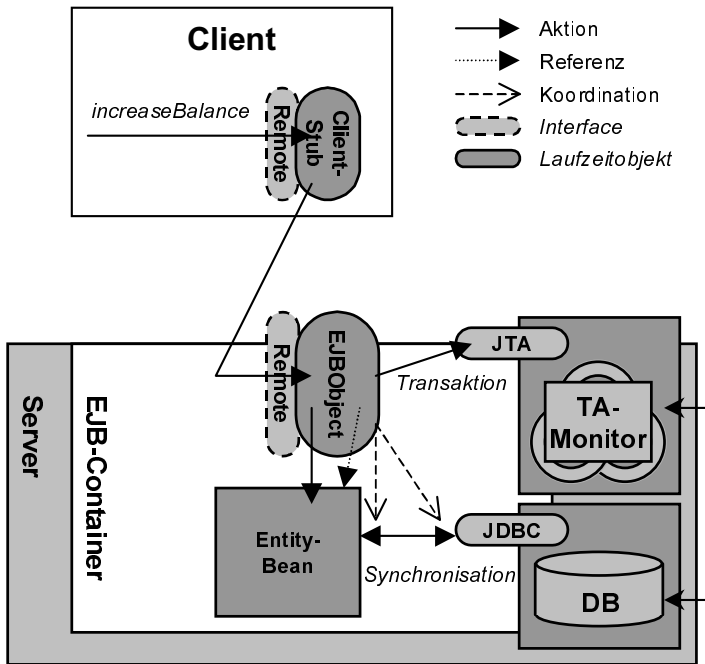 Client
increaseBalance
Remote
Client-
Stub
Aktion
Referenz
Koordination
Interface
Laufzeitobjekt
Server
EJB-Container
Remote
EJBObject
Transaktion
JTA
TA-
Monitor
Entity-
Bean
Synchronisation
JDBC
DB